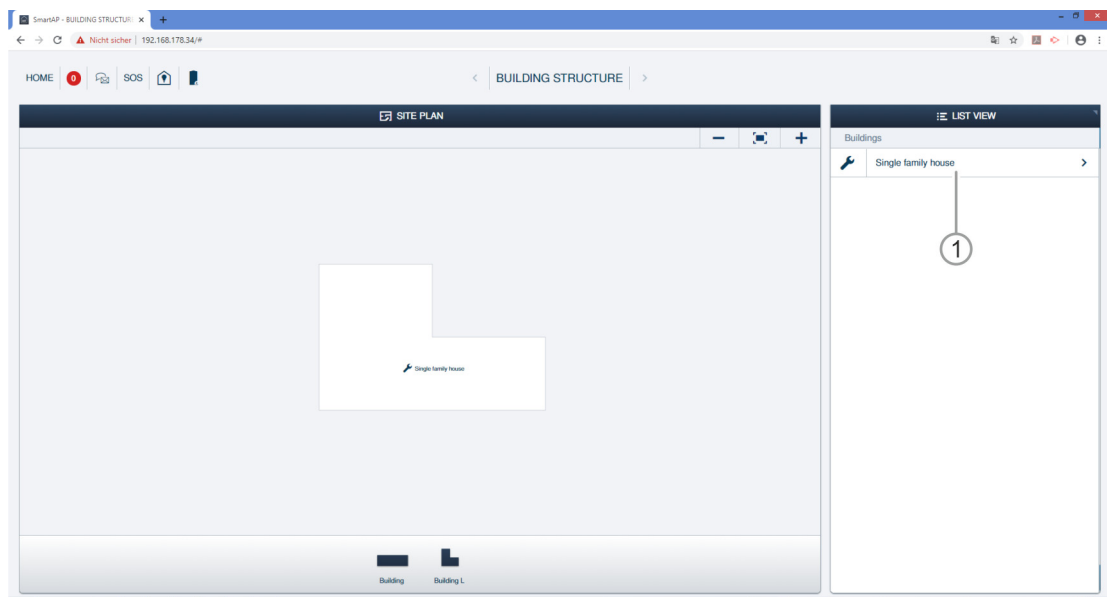 SmartAP - BUILDING STRUCTUR
Nicht sicher | 192.168.178.34/#
HOME 0 SOS
BUILDING STRUCTURE
SITE PLAN
LIST VIEW
Buildings
Single family house
1
Single family house
Building
Building L